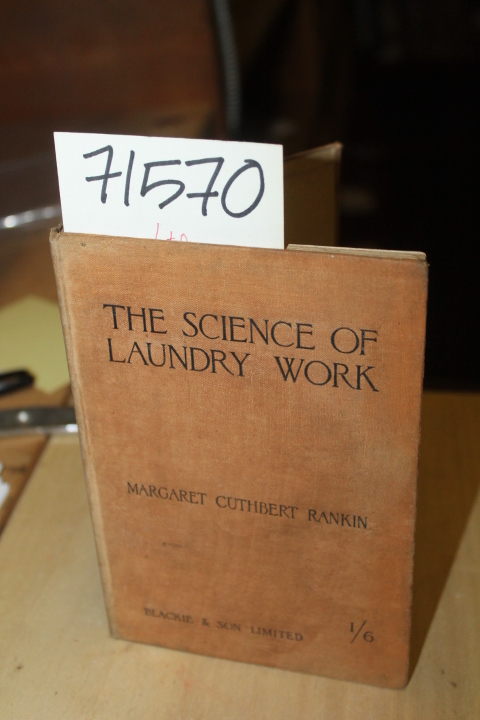 71570
THE SCIENCE OF
LAUNDRY WORK
MARGARET CUTHBERT RANKIN
BLACKIE & SON LIMITED 1/6